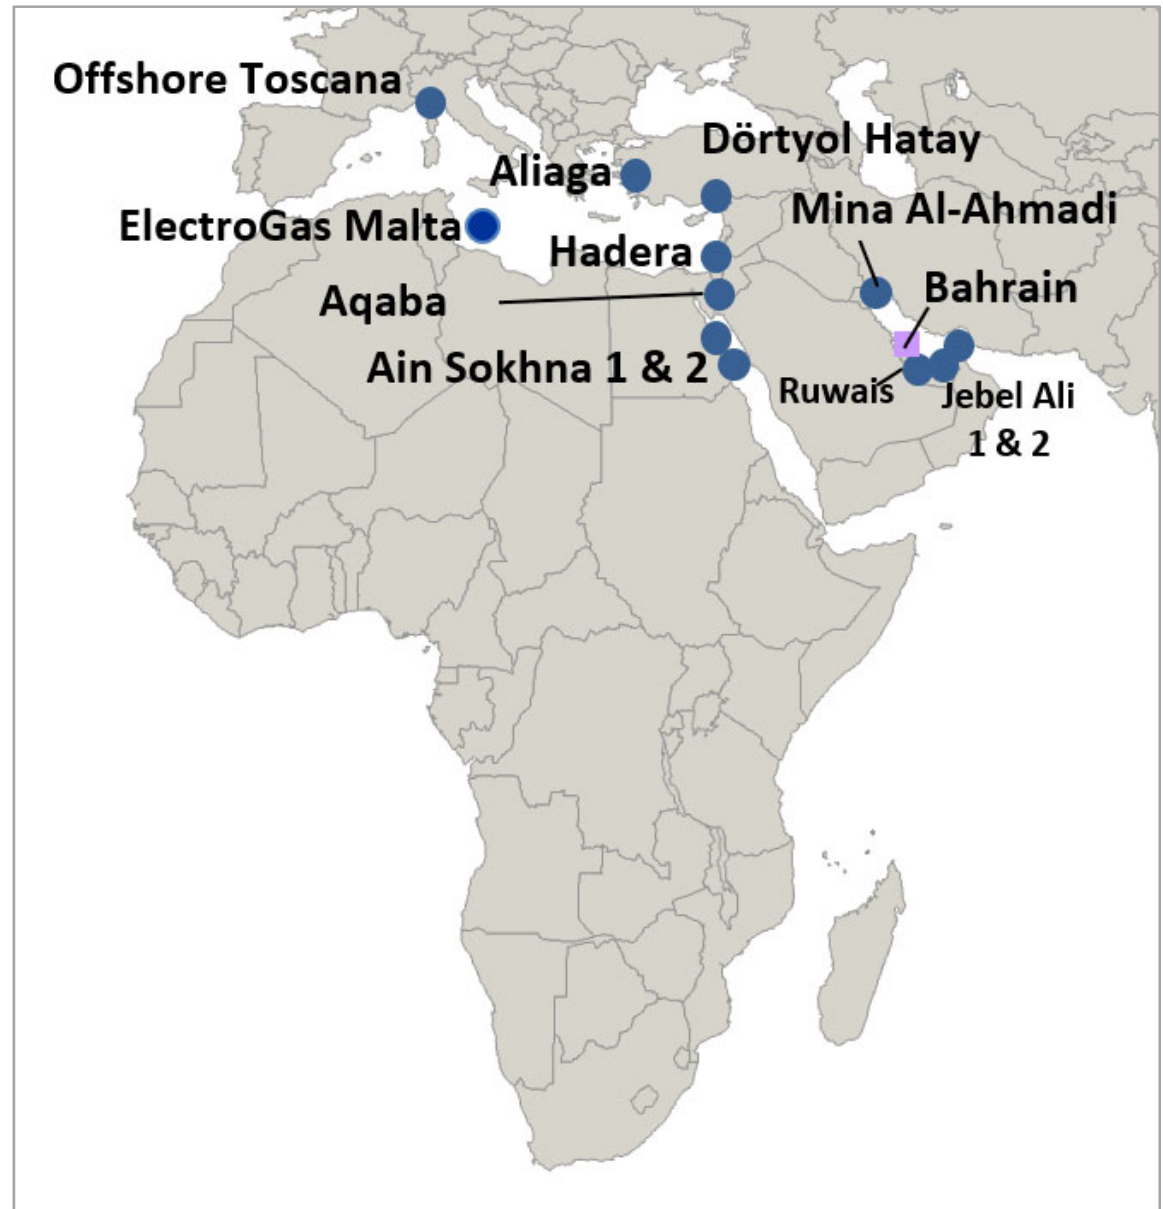 Offshore Toscana
Dörtyol Hatay
Aliaga
Mina Al-Ahmadi
ElectroGas Malta
Hadera
Bahrain
Aqaba
Ain Sokhna 1 & 2
Ruwais
Jebel Ali
1 & 2